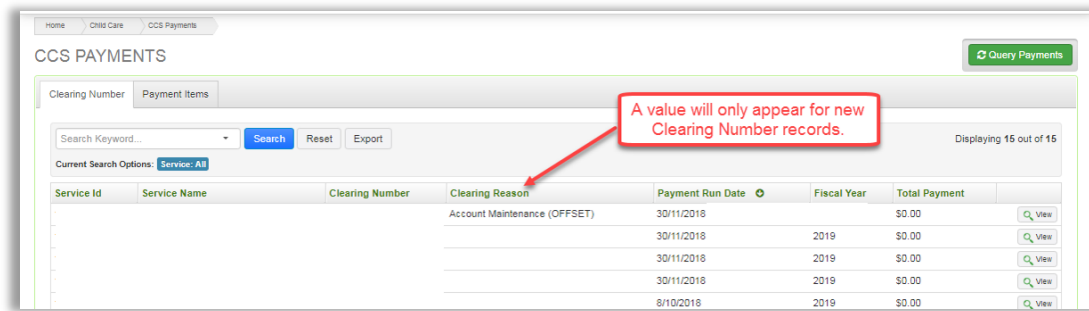 Home Child Care CCS Payments
CCS PAYMENTS
Query Payments
Clearing Number Payment Items
A value will only appear for new
Clearing Number records.
Search Keyword... Search Reset Export
Displaying 15 out of 15
Current Search Options: Service: All
Service Id Service Name Clearing Number Clearing Reason Payment Run Date Fiscal Year Total Payment
Account Maintenance (OFFSET) 30/11/2018 $0.00 View
30/11/2018 2019 $0.00 View
30/11/2018 2019 $0.00 View
30/11/2018 2019 $0.00 View
8/10/2018 2019 $0.00 View